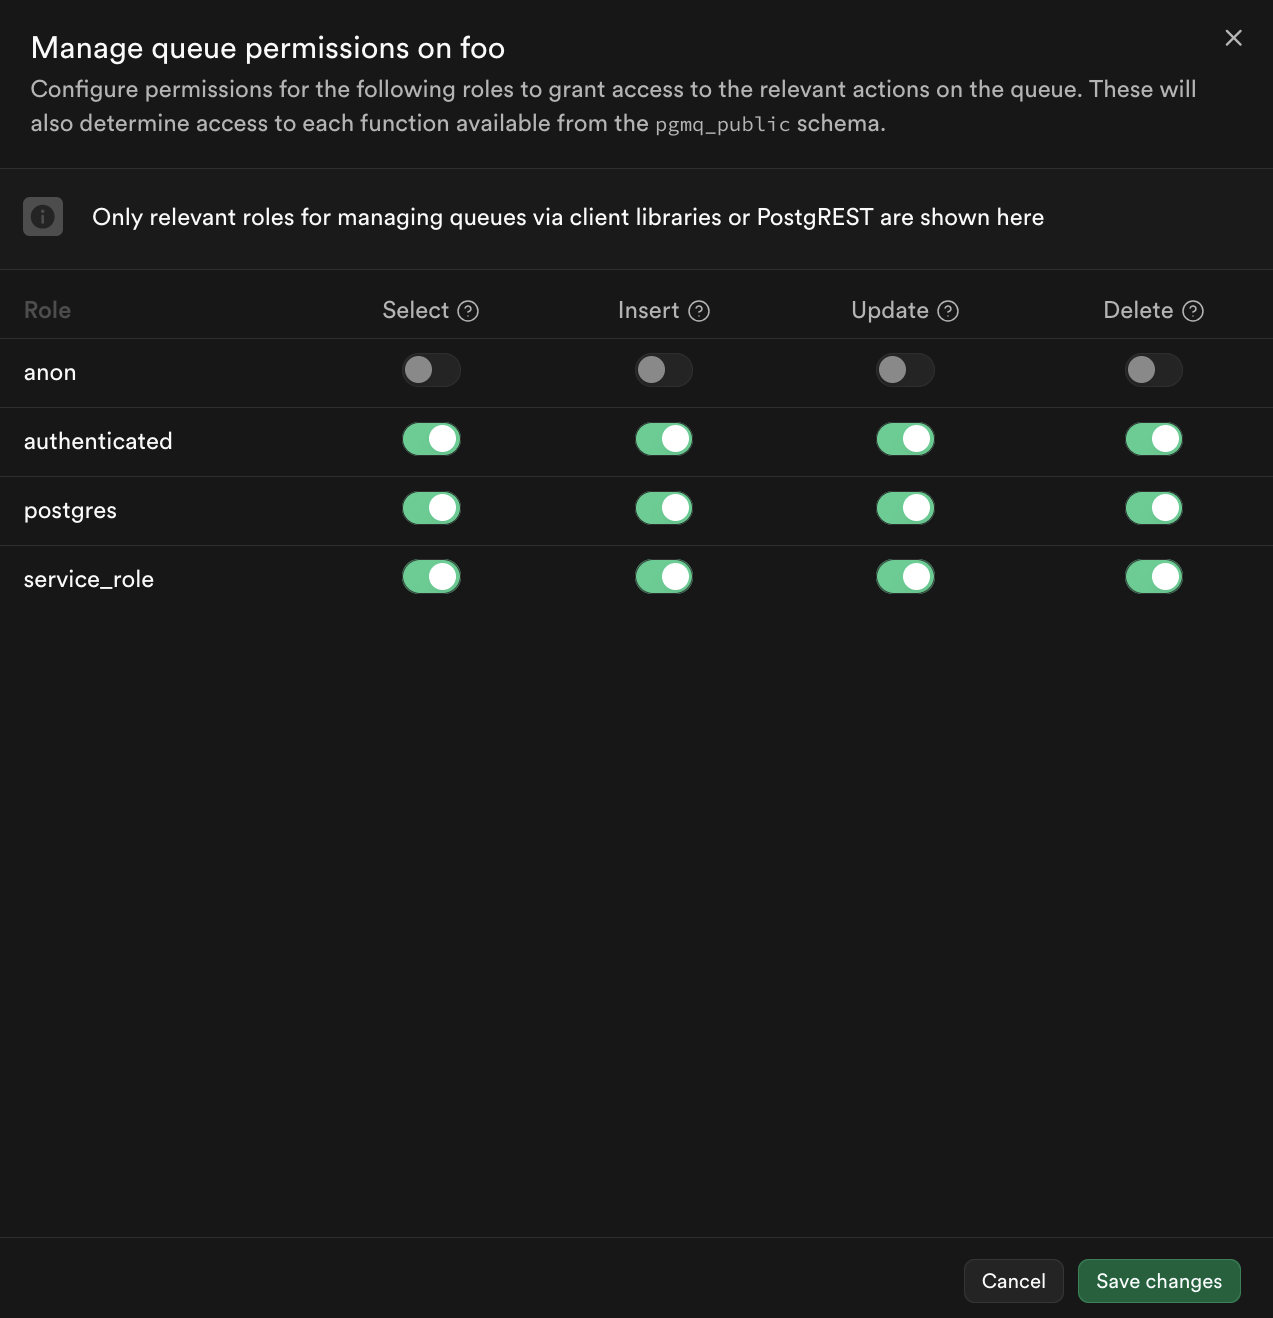 Manage queue permissions on foo
Configure permissions for the following roles to grant access to the relevant actions on the queue. These will
also determine access to each function available from the pgmq_public schema.
Only relevant roles for managing queues via client libraries or PostgREST are shown here
Role Select Insert Update Delete
anon
authenticated
postgres
service_role
Cancel Save changes